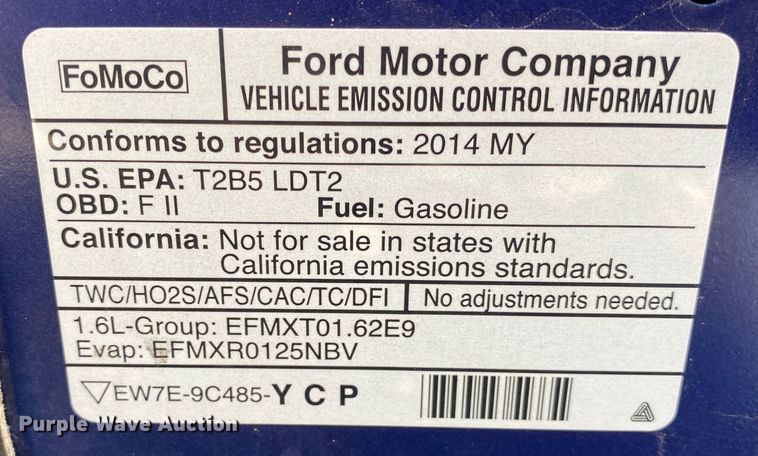 FoMoCo
Ford Motor Company
VEHICLE EMISSION CONTROL INFORMATION
Conforms to regulations: 2014 MY
U.S. EPA: T2B5 LDT2
OBD: F II Fuel: Gasoline
California: Not for sale in states with
California emissions standards.
TWC/HO2S/AFS/CAC/TC/DFI No adjustments needed.
1.6L-Group: EFMXT01.62E9
Evap: EFMXR0125NBV
EW7E-9C485-Y C P
Purple Wave Auction